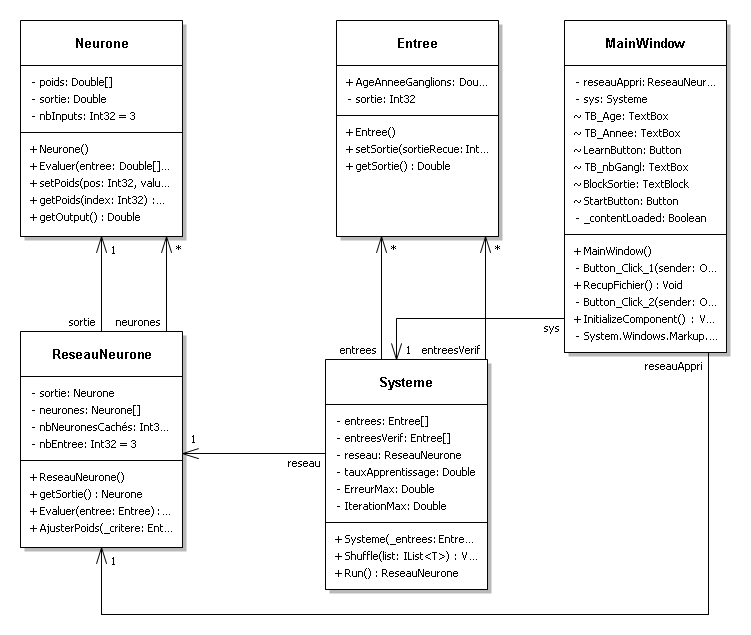 Neurone
- poids: Double[]
- sortie: Double
- nbInputs: Int32 = 3
+ Neurone()
+ Evaluer(entree: Double[]...
+ setPoids(pos: Int32, valu...
+ getPoids(index: Int32) :...
+ getOutput() : Double
Entree
+ AgeAnneeGanglions: Dou...
- sortie: Int32
+ Entree()
+ setSortie(sortieRecue: Int...
+ getSortie() : Double
MainWindow
- reseauAppri: ReseauNeur...
- sys: Systeme
~ TB_Age: TextBox
~ TB_Annee: TextBox
~ LearnButton: Button
~ TB_nbGangl: TextBox
~ BlockSortie: TextBlock
~ StartButton: Button
- _contentLoaded: Boolean
+ MainWindow()
- Button_Click_1(sender: O...
+ RecupFichier() : Void
- Button_Click_2(sender: O...
+ InitializeComponent() : V...
- System.Windows.Markup....
1
*
*
*
sortie
neurones
entrees
1
entreesVerif
sys
reseauAppri
ReseauNeurone
- sortie: Neurone
- neurones: Neurone[]
- nbNeuronesCachés: Int3...
- nbEntree: Int32 = 3
+ ReseauNeurone()
+ getSortie() : Neurone
+ Evaluer(entree: Entree) :...
+ AjusterPoids(_critere: Ent...
1
reseau
Systeme
- entrees: Entree[]
- entreesVerif: Entree[]
- reseau: ReseauNeurone
- tauxApprentissage: Double
- ErreurMax: Double
- IterationMax: Double
+ Systeme(_entrees: Entre...
+ Shuffle(list: IList<T>) : V...
+ Run() : ReseauNeurone
1